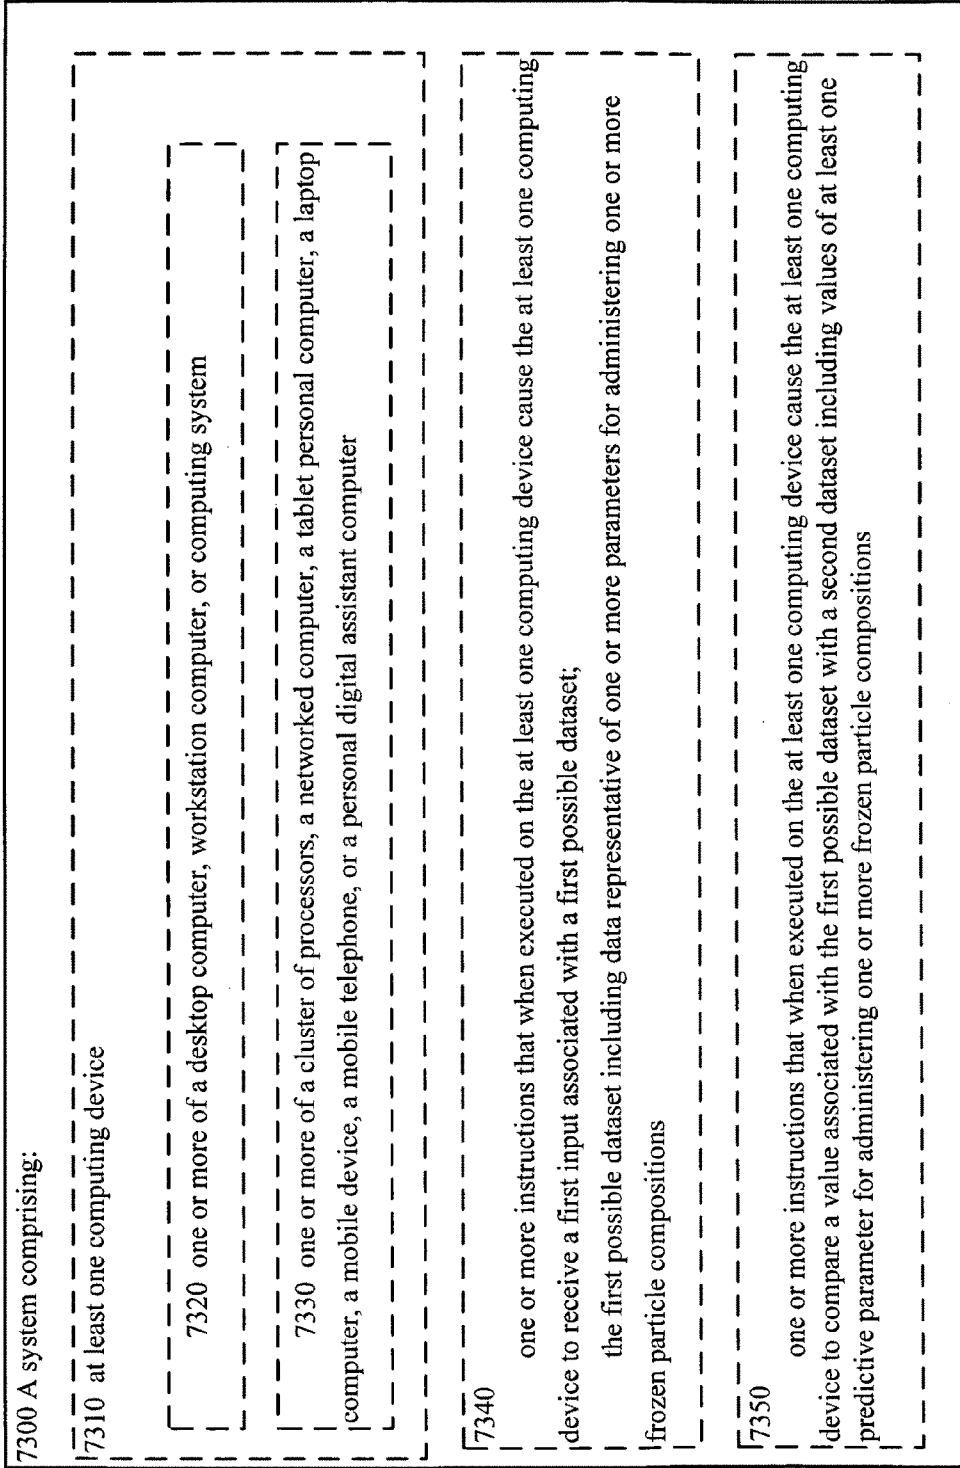 7300 A system comprising:
7310 at least one computing device
7320 one or more of a desktop computer, workstation computer, or computing system
7330 one or more of a cluster of processors, a networked computer, a tablet personal computer, a laptop
computer, a mobile device, a mobile telephone, or a personal digital assistant computer
7340
one or more instructions that when executed on the at least one computing device cause the at least one computing
device to receive a first input associated with a first possible dataset;
the first possible dataset including data representative of one or more parameters for administering one or more
frozen particle compositions
7350
one or more instructions that when executed on the at least one computing device cause the at least one computing
device to compare a value associated with the first possible dataset with a second dataset including values of at least one
predictive parameter for administering one or more frozen particle compositions